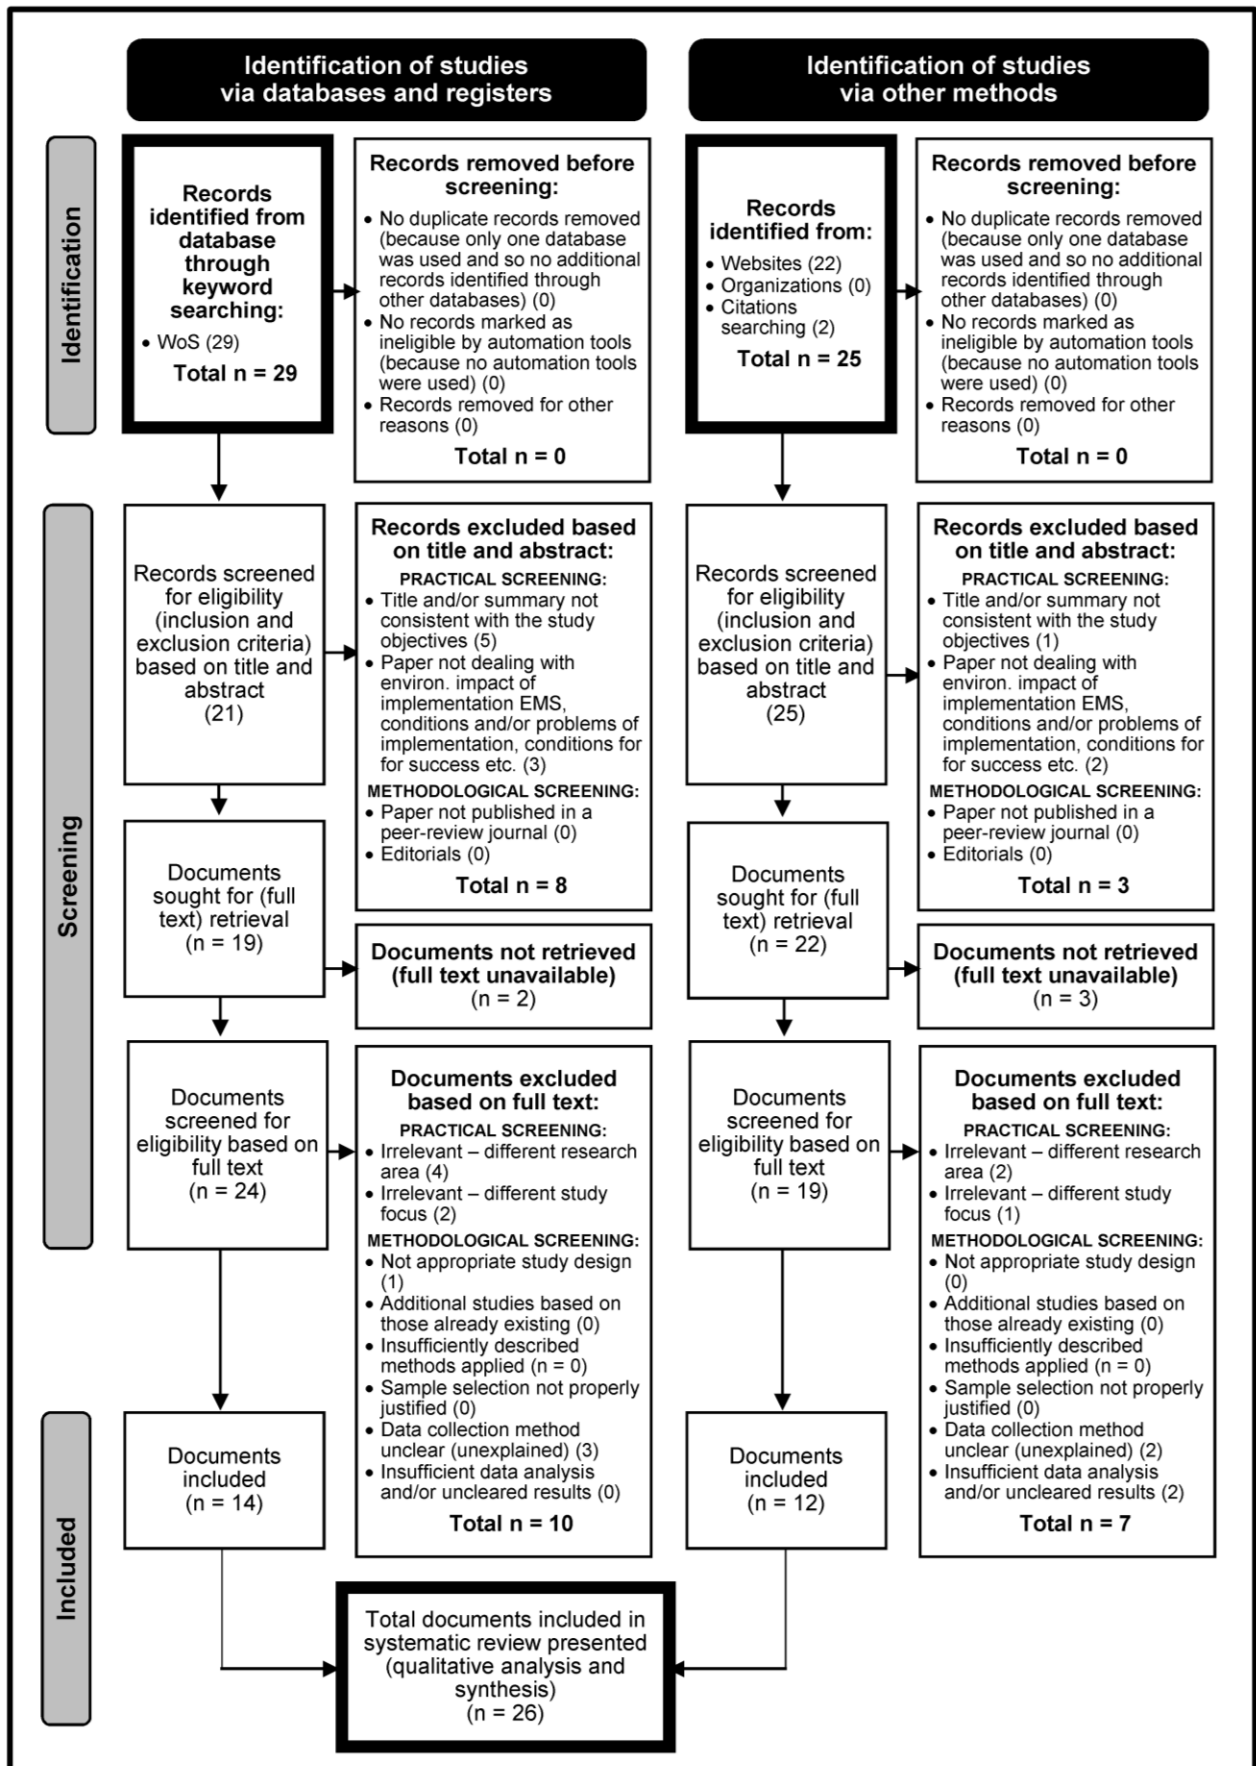 Identification of studies
via databases and registers
Identification of studies
via other methods
Identification
Records
identified from
database
through
keyword
searching:
• WoS (29)
Total n = 29
Records removed before
screening:
• No duplicate records removed
(because only one database
was used and so no additional
records identified through
other databases) (0)
• No records marked as
ineligible by automation tools
(because no automation tools
were used) (0)
• Records removed for other
reasons (0)
Total n = 0
Records
identified from:
• Websites (22)
• Organizations (0)
• Citations
searching (2)
Total n = 25
Records removed before
screening:
• No duplicate records removed
(because only one database
was used and so no additional
records identified through
other databases) (0)
• No records marked as
ineligible by automation tools
(because no automation tools
were used) (0)
• Records removed for other
reasons (0)
Total n = 0
Screening
Records screened
for eligibility
(inclusion and
exclusion criteria)
based on title and
abstract
(21)
Records excluded based
on title and abstract:
PRACTICAL SCREENING:
• Title and/or summary not
consistent with the study
objectives (5)
• Paper not dealing with
environ. impact of
implementation EMS,
conditions and/or problems of
implementation, conditions for
for success etc. (3)
METHODOLOGICAL SCREENING:
• Paper not published in a
peer-review journal (0)
• Editorials (0)
Total n = 8
Records screened
for eligibility
(inclusion and
exclusion criteria)
based on title and
abstract
(25)
Records excluded based
on title and abstract:
PRACTICAL SCREENING:
• Title and/or summary not
consistent with the study
objectives (1)
• Paper not dealing with
environ. impact of
implementation EMS,
conditions and/or problems of
implementation, conditions for
for success etc. (2)
METHODOLOGICAL SCREENING:
• Paper not published in a
peer-review journal (0)
• Editorials (0)
Total n = 3
Documents
sought for (full
text) retrieval
(n = 19)
Documents not retrieved
(full text unavailable)
(n = 2)
Documents
sought for (full
text) retrieval
(n = 22)
Documents not retrieved
(full text unavailable)
(n = 3)
Documents
screened for
eligibility based on
full text
(n = 24)
Documents excluded
based on full text:
PRACTICAL SCREENING:
• Irrelevant – different research
area (4)
• Irrelevant – different study
focus (2)
METHODOLOGICAL SCREENING:
• Not appropriate study design
(1)
• Additional studies based on
those already existing (0)
• Insufficiently described
methods applied (n = 0)
• Sample selection not properly
justified (0)
• Data collection method
unclear (unexplained) (3)
• Insufficient data analysis
and/or uncleared results (0)
Total n = 10
Documents
screened for
eligibility based on
full text
(n = 19)
Documents excluded
based on full text:
PRACTICAL SCREENING:
• Irrelevant – different research
area (2)
• Irrelevant – different study
focus (1)
METHODOLOGICAL SCREENING:
• Not appropriate study design
(0)
• Additional studies based on
those already existing (0)
• Insufficiently described
methods applied (n = 0)
• Sample selection not properly
justified (0)
• Data collection method
unclear (unexplained) (2)
• Insufficient data analysis
and/or uncleared results (2)
Total n = 7
Included
Documents
included
(n = 14)
Documents
included
(n = 12)
Total documents included in
systematic review presented
(qualitative analysis and
synthesis)
(n = 26)